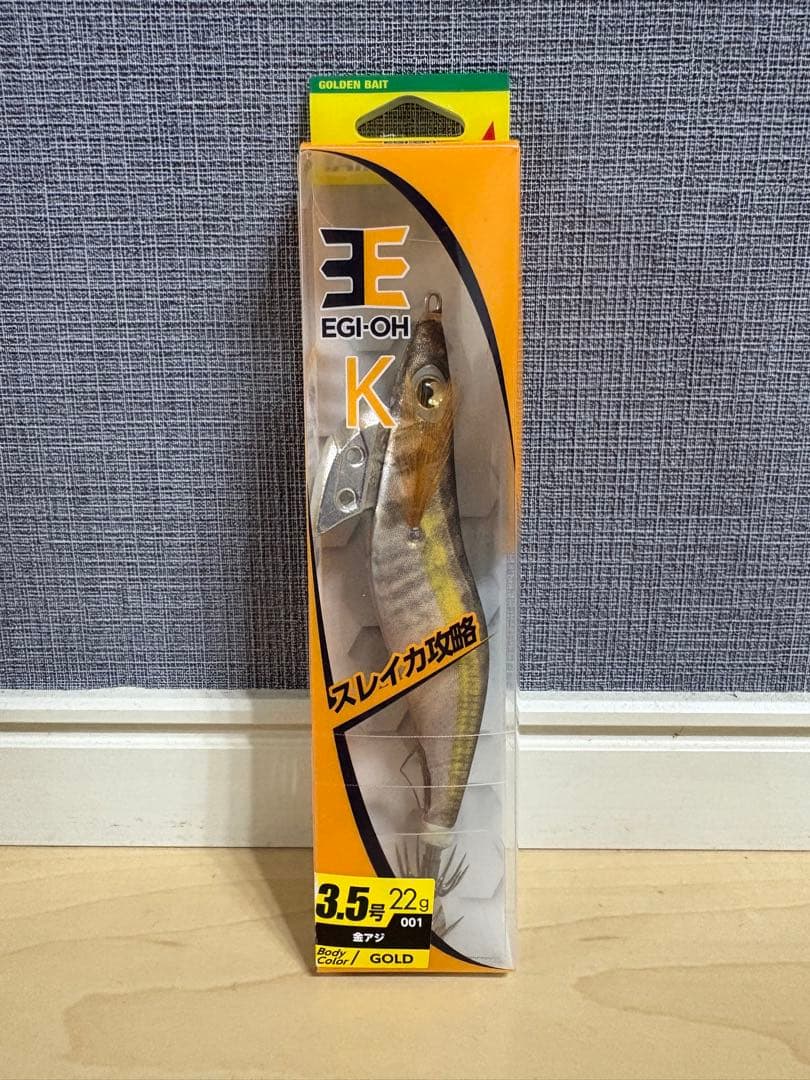 GOLDEN BAIT
EGI-OH
K
スレイカ攻略
3.5号 22g
001
金アジ
Body Color/ GOLD